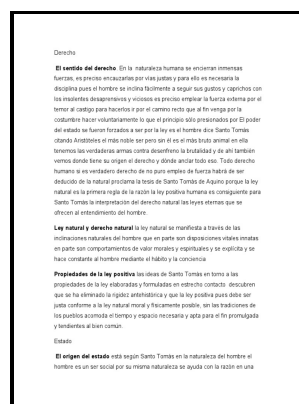 Derecho
El sentido del derecho. En la naturaleza humana se encierran inmensas
fuerzas, es preciso encauzarlas por vías justas y para ello es necesaria la
disciplina pues el hombre se inclina fácilmente a seguir sus gustos y caprichos con
los insolentes desaprensivos y viciosos es preciso emplear la fuerza externa por el
temor al castigo para hacerlos ir por el camino recto que al fin venga por la
costumbre hacer voluntariamente lo que el principo sólo presionados por El poder
del estado se fueron forzados a ser por la ley es el hombre dice Santo Tomás
citando Aristóteles el más noble ser pero sin él es el más bruto animal en ella
tenemos las verdaderas armas contra desenfreno la brutalidad y de ahí también
vemos donde tiene su origen el derecho y dónde anclar todo eso. Todo derecho
humano si es verdadero derecho de no puro empleo de fuerza habrá de ser
deducido de la natural proclama la tesis de Santo Tomás de Aquino porque la ley
natural es la primera regla de la razón la ley positiva humana es consiguiente para
Santo Tomás la interpretación del derecho natural las leyes eternas que se
ofrecen al entendimiento del hombre.
Ley natural y derecho natural la ley natural se manifiesta a través de las
inclinaciones naturales del hombre que en parte son disposiciones vitales innatas
en parte son comportamientos de valor morales y espirituales y se explícita y se
hace constante al hombre mediante el hábito y la conciencia
Propiedades de la ley positiva las ideas de Santo Tomás en torno a las
propiedades de la ley elaboradas y formuladas en estrecho contacto descubren
que se ha eliminado la rigidez antehistórica y que la ley positiva pues debe ser
justa conforme a la ley natural moral y físicamente posible, sin las tradiciones de
los pueblos acomoda el tiempo y espacio necesaria y apta para el fin promulgada
y tendientes al bien común.
Estado
El origen del estado está según Santo Tomás en la naturaleza del hombre el
hombre es un ser social por su misma naturaleza se ayuda con la razón en una